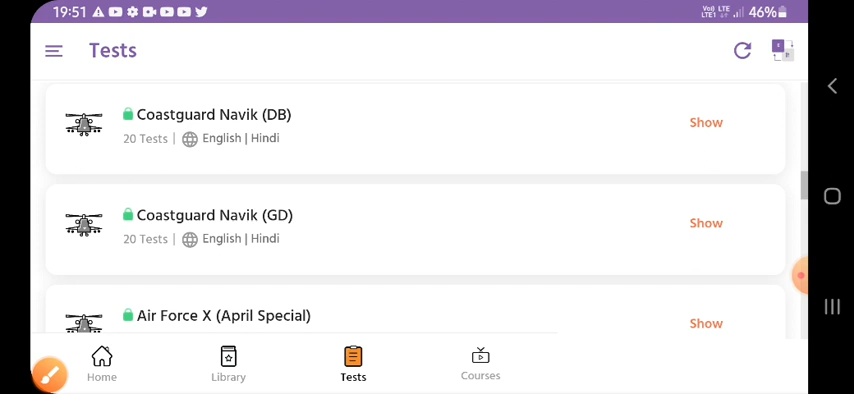 19:51
Vo) LTE
LTE1
46%
Tests
Coastguard Navik (DB)
20 Tests | English | Hindi
Show
Coastguard Navik (GD)
20 Tests | English | Hindi
Show
Air Force X (April Special)
Show
Home
Library
Tests
Courses